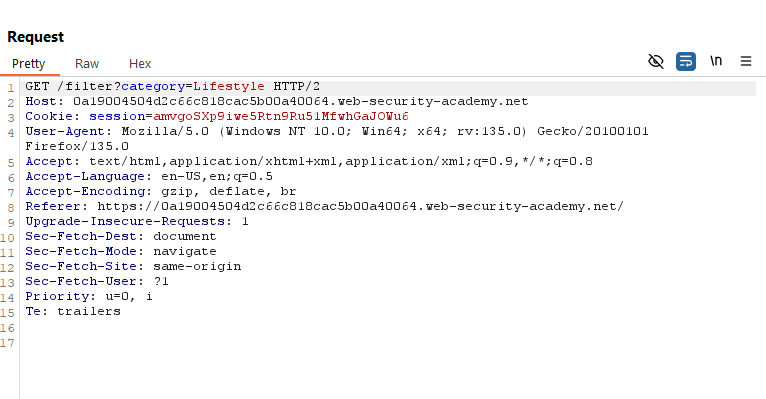 Request
Pretty Raw Hex
\n
1 GET /filter?category=Lifestyle HTTP/2
2 Host: 0a19004504d2c66c818cac5b00a40064.web-security-academy.net
3 Cookie: session=amvgoSXp9iwe5Rtn9Ru51MfwhGaJOWu6
4 User-Agent: Mozilla/5.0 (Windows NT 10.0; Win64; x64; rv:135.0) Gecko/20100101
Firefox/135.0
5 Accept: text/html,application/xhtml+xml,application/xml;q=0.9,*/*;q=0.8
6 Accept-Language: en-US,en;q=0.5
7 Accept-Encoding: gzip, deflate, br
8 Referer: https://0a19004504d2c66c818cac5b00a40064.web-security-academy.net/
9 Upgrade-Insecure-Requests: 1
10 Sec-Fetch-Dest: document
11 Sec-Fetch-Mode: navigate
12 Sec-Fetch-Site: same-origin
13 Sec-Fetch-User: ?1
14 Priority: u=0, i
15 Te: trailers
16
17